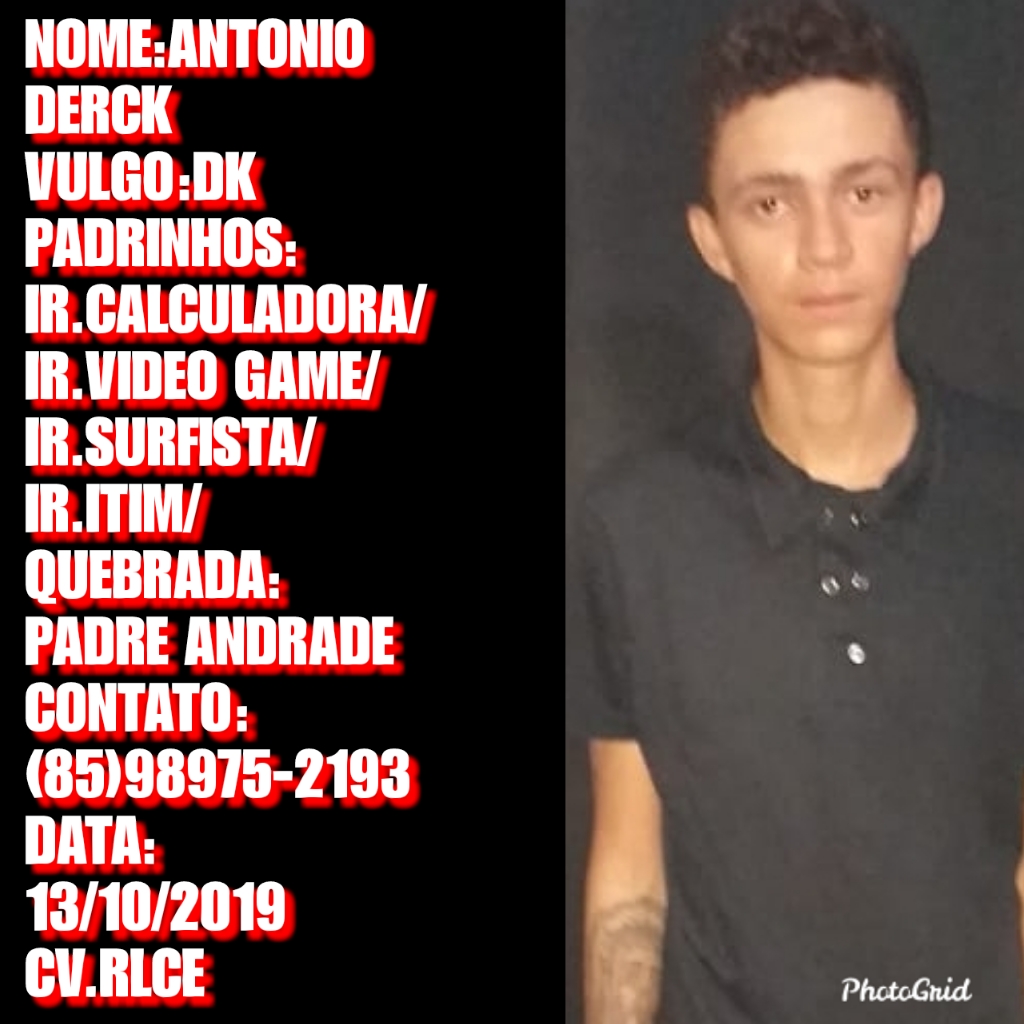 NOME:ANTONIO
DERCK
VULGO:DK
PADRINHOS:
IR.CALCULADORA/
IR.VIDEO GAME/
IR.SURFISTA/
IR.ITIM/
QUEBRADA:
PADRE ANDRADE
CONTATO:
(85)98975-2193
DATA:
13/10/2019
CV.RLCE
PhotoGrid